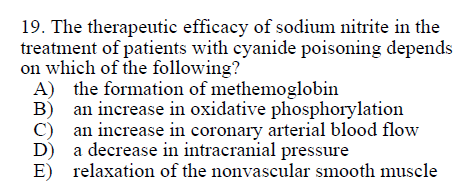 19. The therapeutic efficacy of sodium nitrite in the
treatment of patients with cyanide poisoning depends
on which of the following?
A) the formation of methemoglobin
B) an increase in oxidative phosphorylation
C) an increase in coronary arterial blood flow
D) a decrease in intracranial pressure
E) relaxation of the nonvascular smooth muscle